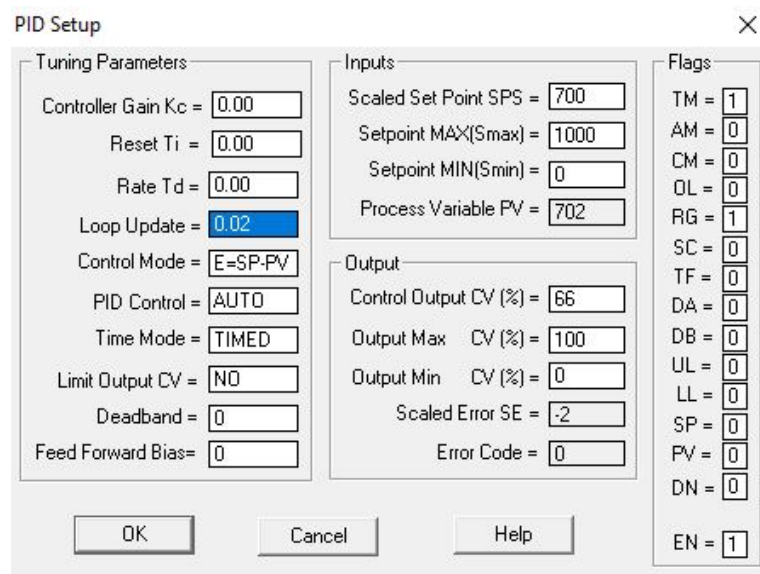 PID Setup
Tuning Parameters
Controller Gain Kc = 0.00
Reset Ti = 0.00
Rate Td = 0.00
Loop Update = 0.02
Control Mode = E=SP-PV
PID Control = AUTO
Time Mode = TIMED
Limit Output CV = NO
Deadband = 0
Feed Forward Bias= 0
Inputs
Scaled Set Point SPS = 700
Setpoint MAX(Smax) = 1000
Setpoint MIN(Smin) = 0
Process Variable PV = 702
Output
Control Output CV (%) = 66
Output Max CV (%) = 100
Output Min CV (%) = 0
Scaled Error SE = -2
Error Code = 0
Flags
TM = 1
AM = 0
CM = 0
OL = 0
RG = 1
SC = 0
TF = 0
DA = 0
DB = 0
UL = 0
LL = 0
SP = 0
PV = 0
DN = 0
EN = 1
OK
Cancel
Help